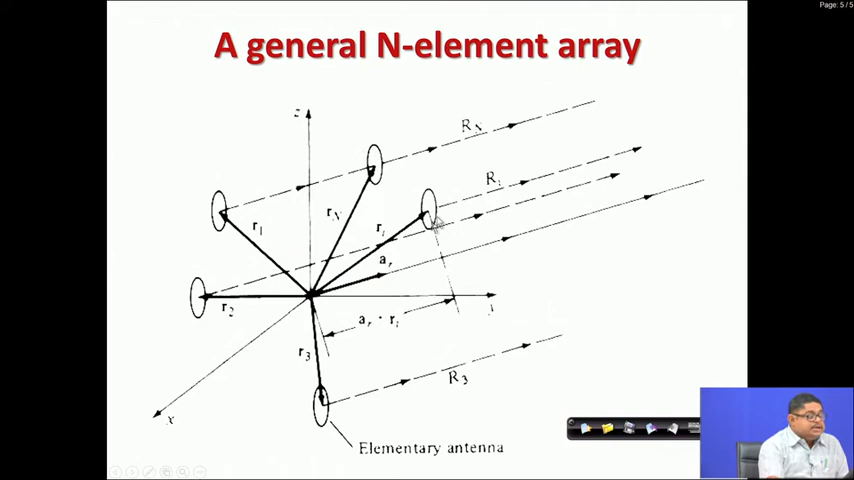 Page: 5 / 5
A general N-element array
z
R_N
R_i
r_1
r_N
r_i
a_r
r_2
a_r · r_i
r_3
R_3
x
Elementary antenna